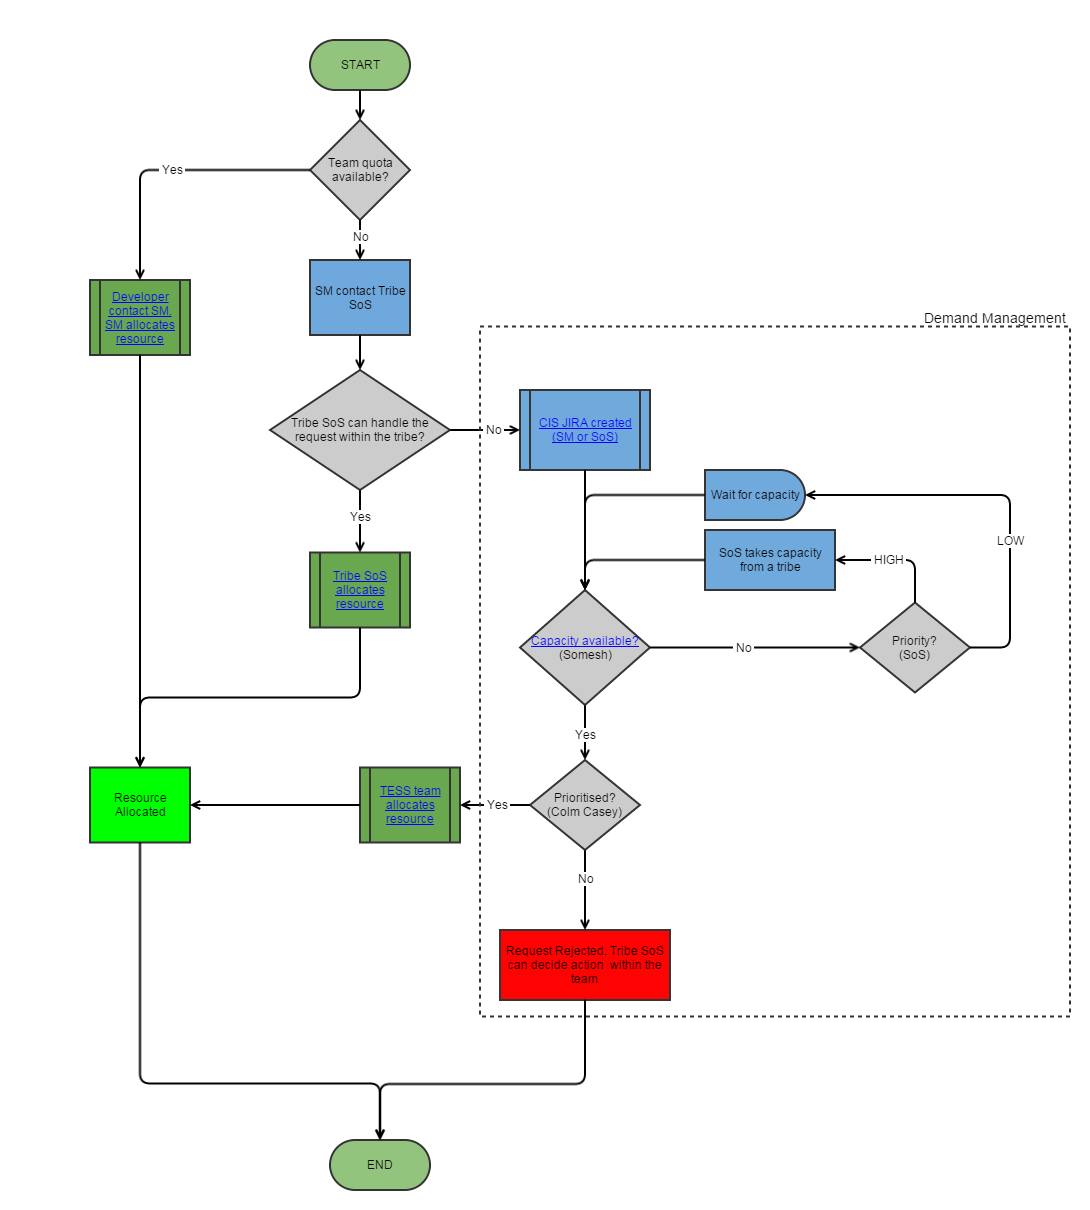 START
Team quota
available?
Yes
No
Developer
contact SM.
SM allocates
resource
SM contact Tribe
SoS
Demand Management
Tribe SoS can handle the
request within the tribe?
No
CIS JIRA created
(SM or SoS)
Wait for capacity
LOW
SoS takes capacity
from a tribe
HIGH
Yes
Tribe SoS
allocates
resource
Capacity available?
(Somesh)
No
Priority?
(SoS)
Yes
Resource
Allocated
TESS team
allocates
resource
Yes
Prioritised?
(Colm Casey)
No
Request Rejected. Tribe SoS
can decide action  within the
team
END